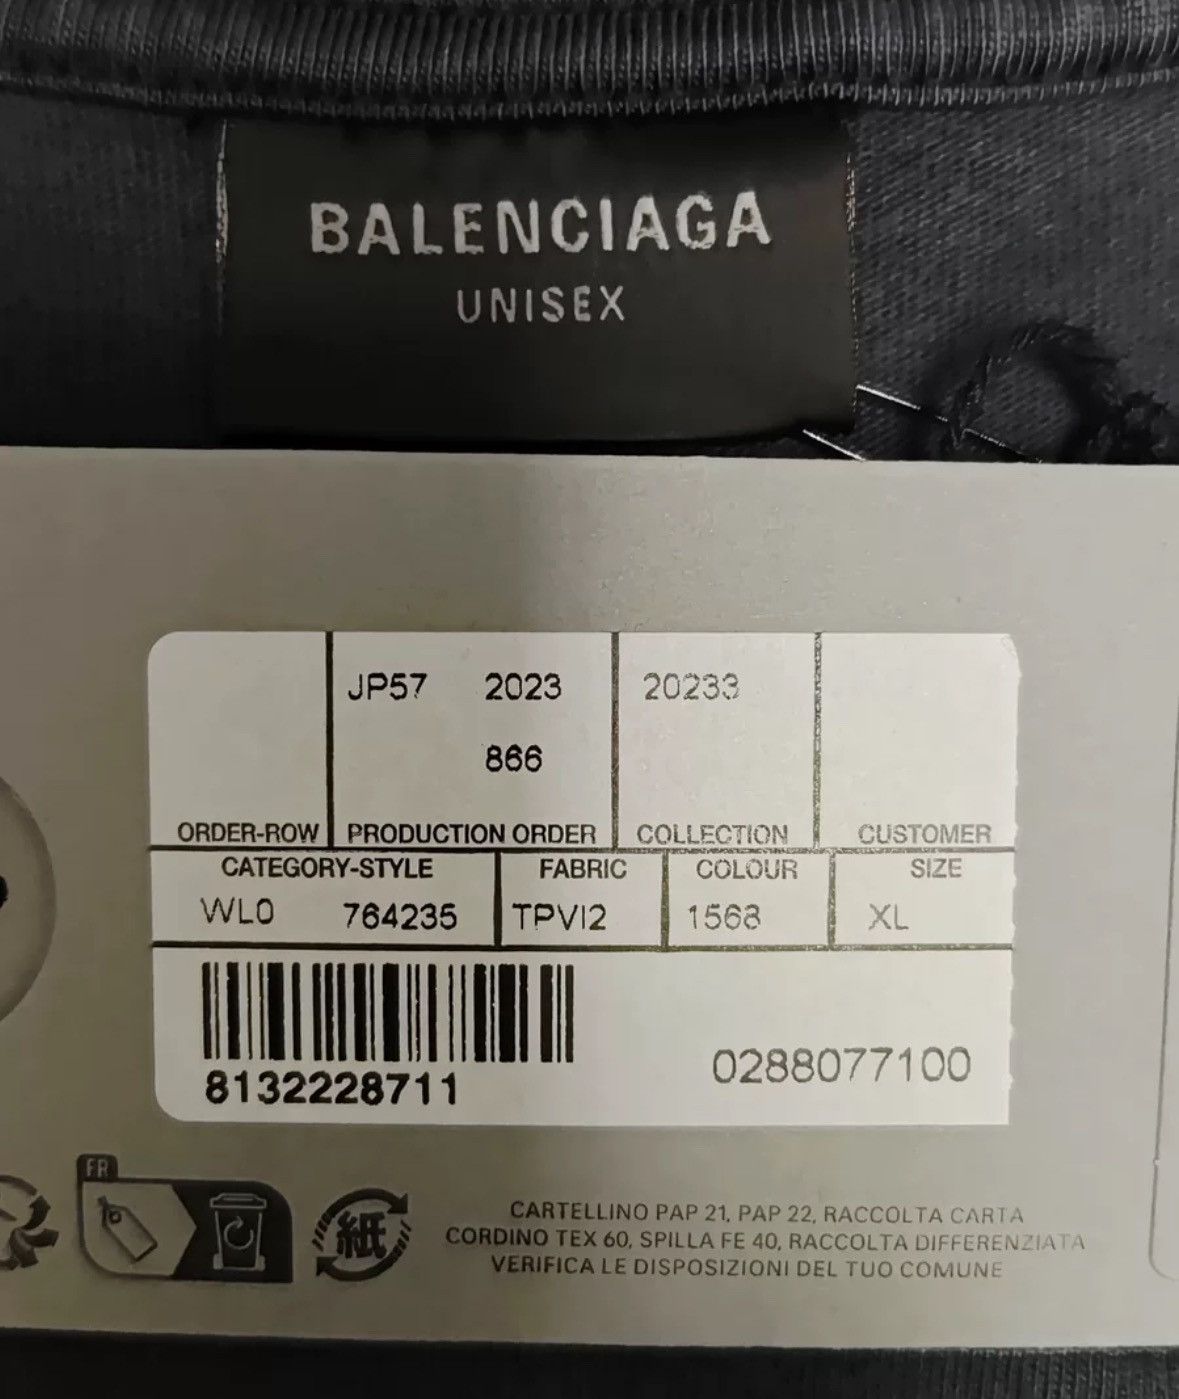 BALENCIAGA
UNISEX
JP57 2023 20233
866
ORDER-ROW PRODUCTION ORDER COLLECTION CUSTOMER
CATEGORY-STYLE FABRIC COLOUR SIZE
WL0 764235 TPVI2 1568 XL
8132228711
0288077100
FR
紙
CARTELLINO PAP 21, PAP 22, RACCOLTA CARTA
CORDINO TEX 60, SPILLA FE 40, RACCOLTA DIFFERENZIATA
VERIFICA LE DISPOSIZIONI DEL TUO COMUNE